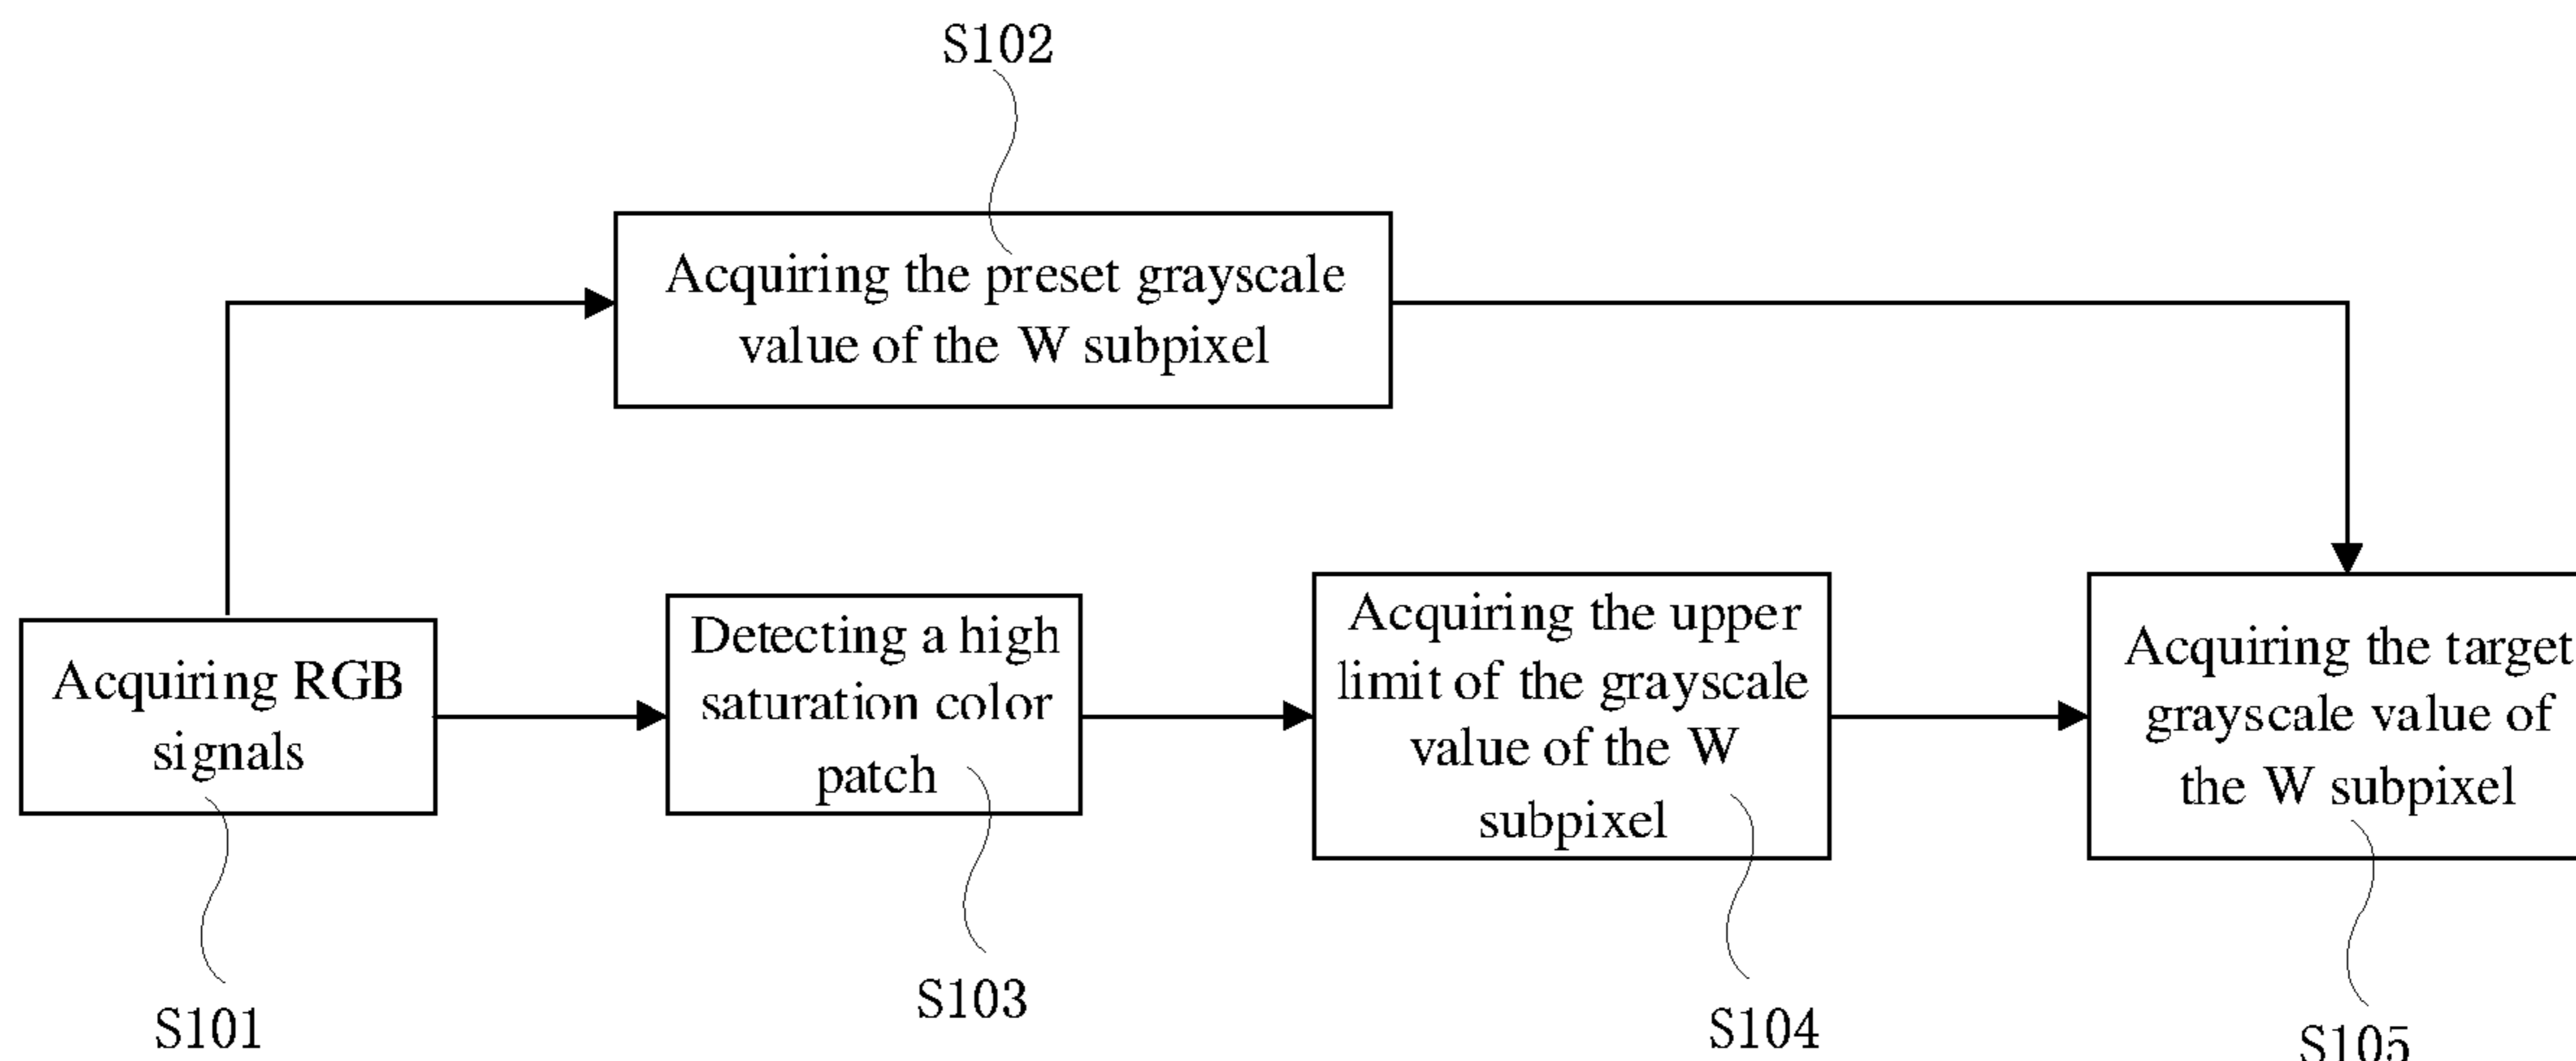 S102
Acquiring the preset grayscale
value of the W subpixel
Acquiring RGB
signals
Detecting a high
saturation color
patch
Acquiring the upper
limit of the grayscale
value of the W
subpixel
Acquiring the target
grayscale value of
the W subpixel
S101
S103
S104
S105